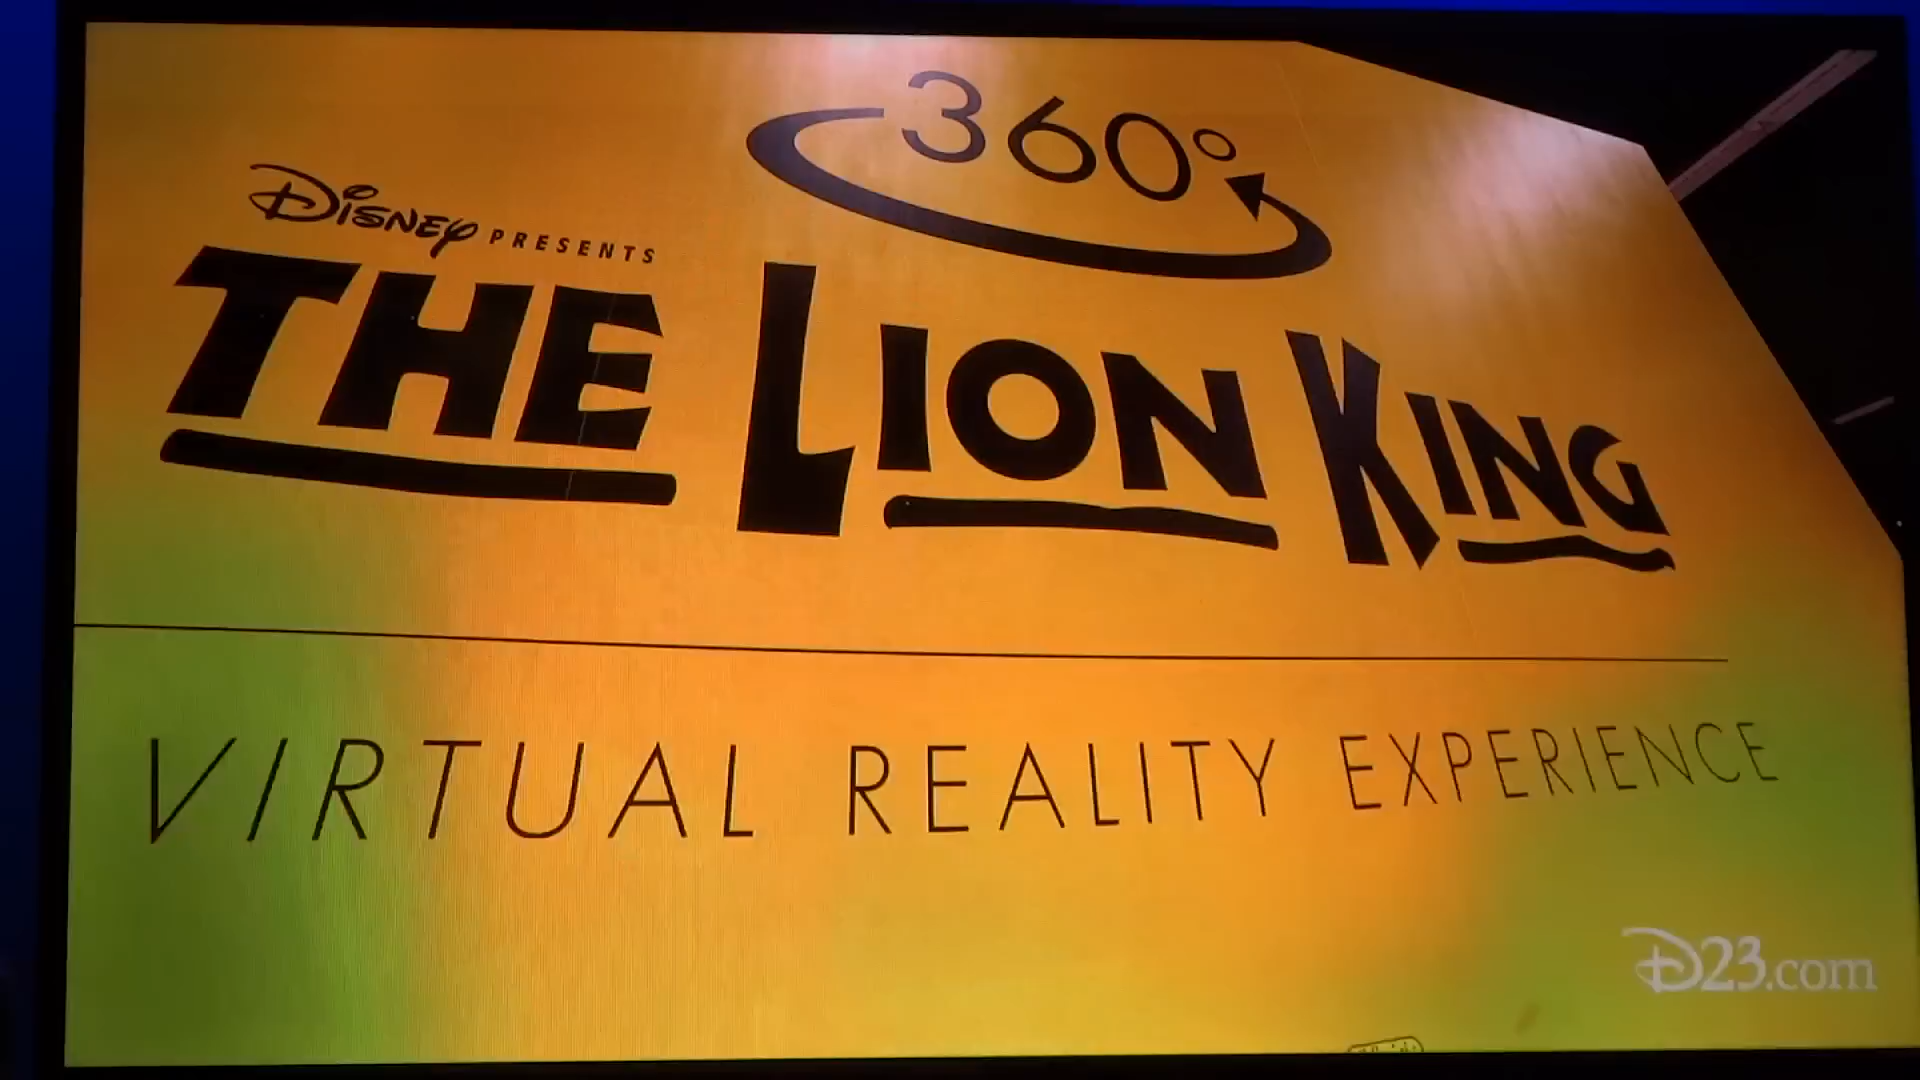 360°
DISNEY PRESENTS
THE LION KING
VIRTUAL REALITY EXPERIENCE
D23.com